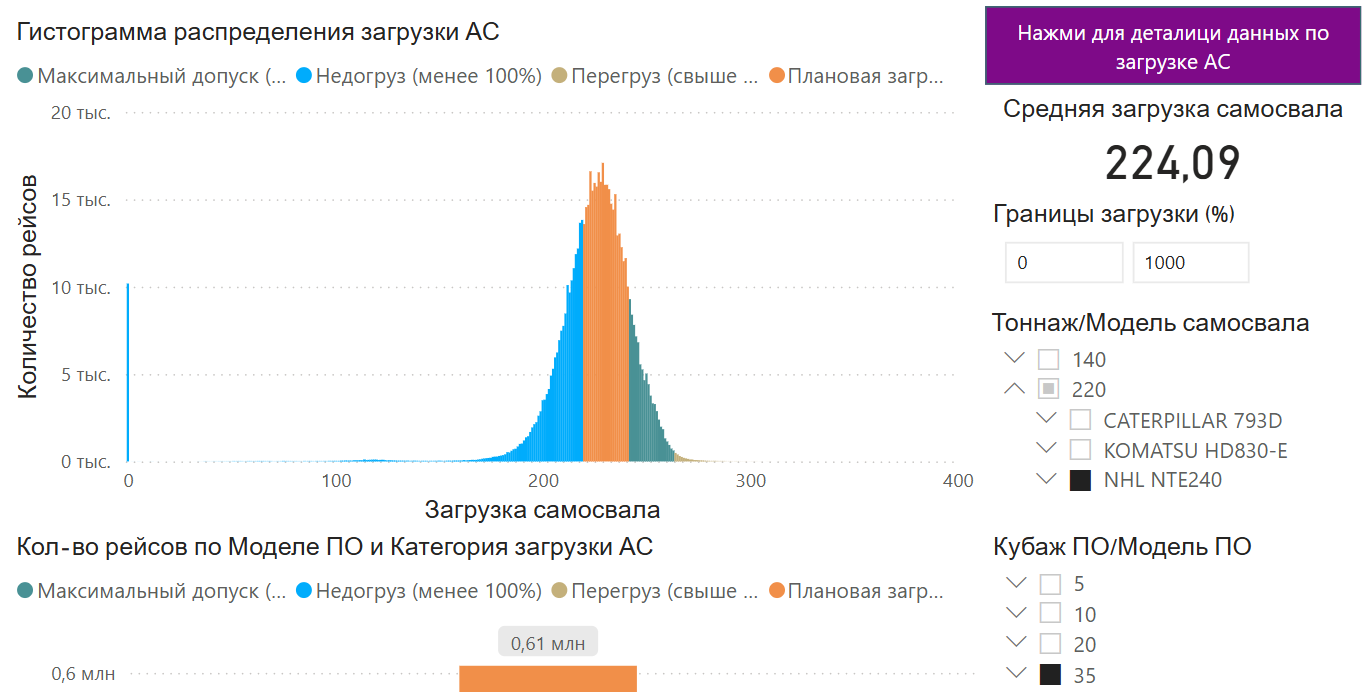 Гистограмма распределения загрузки АС
Максимальный допуск (... Недогруз (менее 100%) Перегруз (свыше ... Плановая загр...
20 тыс.
15 тыс.
10 тыс.
5 тыс.
0 тыс.
Количество рейсов
0 100 200 300 400
Загрузка самосвала
Кол-во рейсов по Моделе ПО и Категория загрузки АС
Максимальный допуск (... Недогруз (менее 100%) Перегруз (свыше ... Плановая загр...
0,61 млн
0,6 млн
Нажми для деталици данных по
загрузке АС
Средняя загрузка самосвала
224,09
Границы загрузки (%)
0 1000
Тоннаж/Модель самосвала
140
220
CATERPILLAR 793D
KOMATSU HD830-E
NHL NTE240
Кубаж ПО/Модель ПО
5
10
20
35